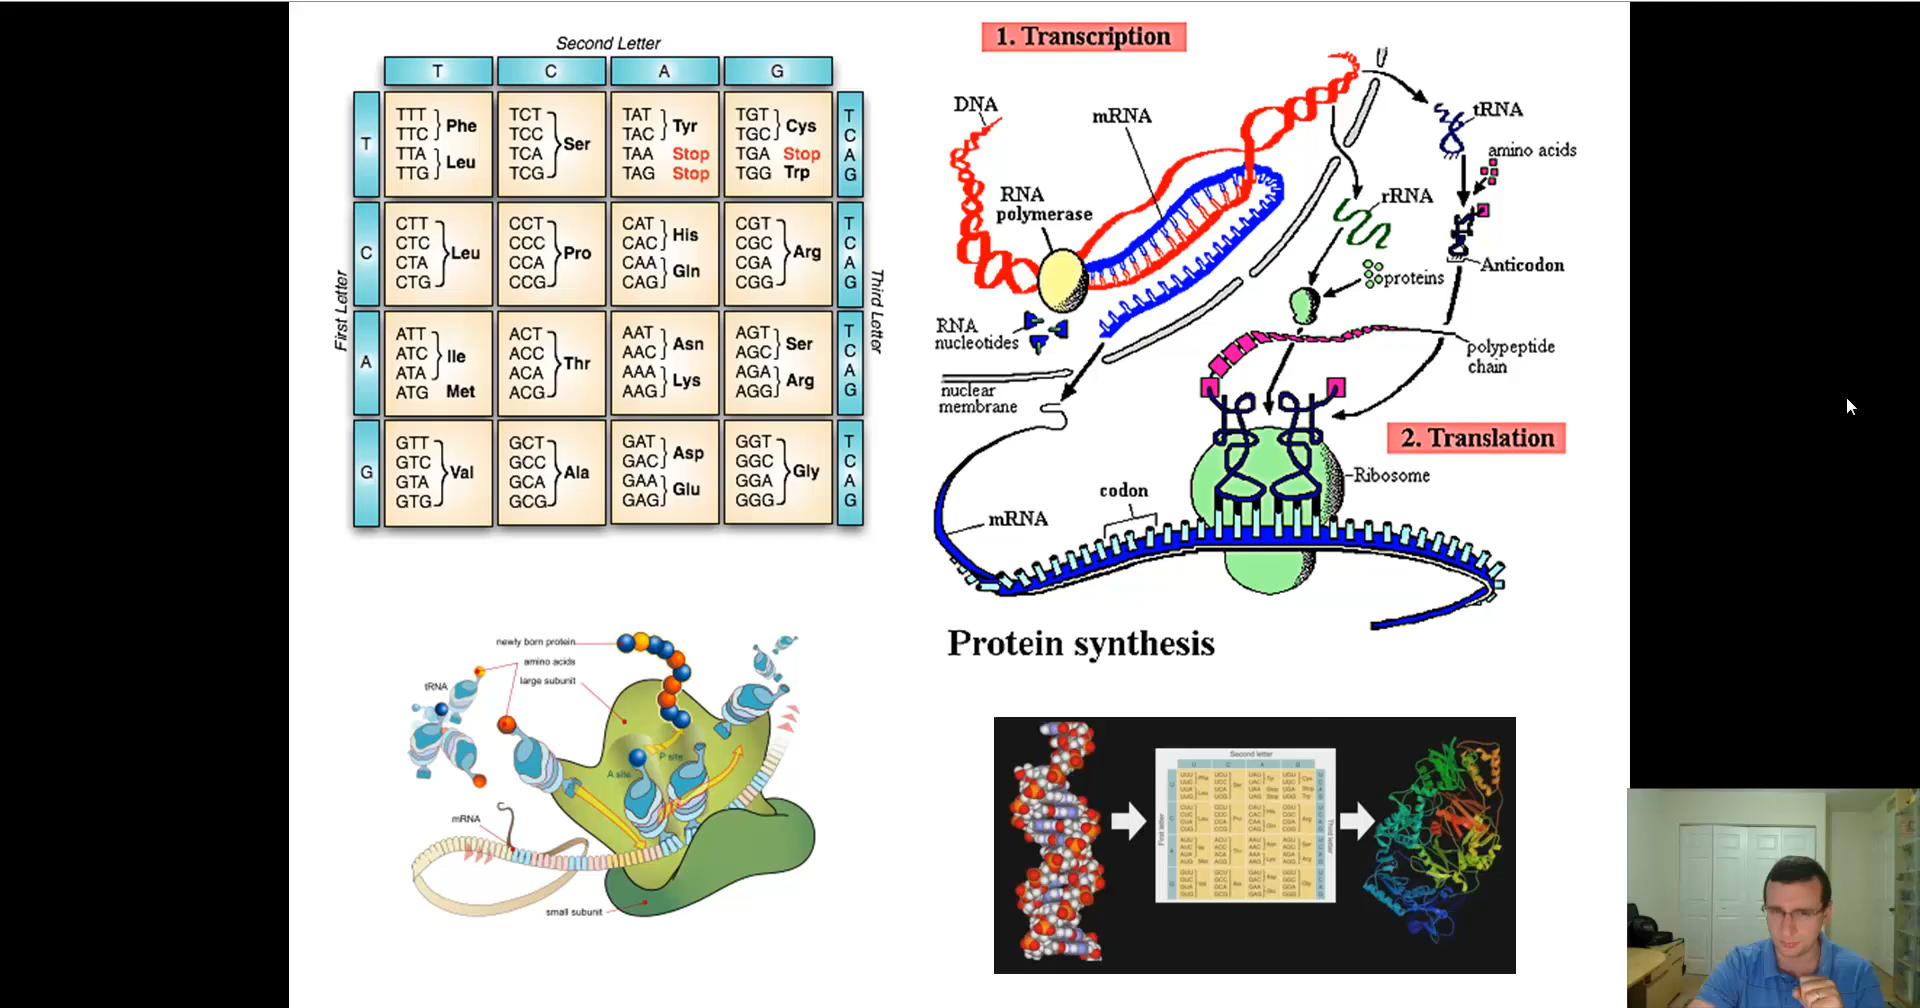 Second Letter
T C A G
First Letter
Third Letter
T
TTT
TTC
Phe
TTA
TTG
Leu
TCT
TCC
TCA
TCG
Ser
TAT
TAC
Tyr
TAA Stop
TAG Stop
TGT
TGC
Cys
TGA Stop
TGG Trp
T
C
A
G
C
CTT
CTC
CTA
CTG
Leu
CCT
CCC
CCA
CCG
Pro
CAT
CAC
His
CAA
CAG
Gln
CGT
CGC
CGA
CGG
Arg
T
C
A
G
A
ATT
ATC
ATA
Ile
ATG Met
ACT
ACC
ACA
ACG
Thr
AAT
AAC
Asn
AAA
AAG
Lys
AGT
AGC
Ser
AGA
AGG
Arg
T
C
A
G
G
GTT
GTC
GTA
GTG
Val
GCT
GCC
GCA
GCG
Ala
GAT
GAC
Asp
GAA
GAG
Glu
GGT
GGC
GGA
GGG
Gly
T
C
A
G
1. Transcription
DNA
mRNA
tRNA
amino acids
RNA
polymerase
rRNA
Anticodon
proteins
RNA
nucleotides
polypeptide
chain
nuclear
membrane
2. Translation
Ribosome
codon
mRNA
Protein synthesis
newly born protein
amino acids
large subunit
tRNA
A site
P site
mRNA
small subunit
Second letter
First letter
Third letter